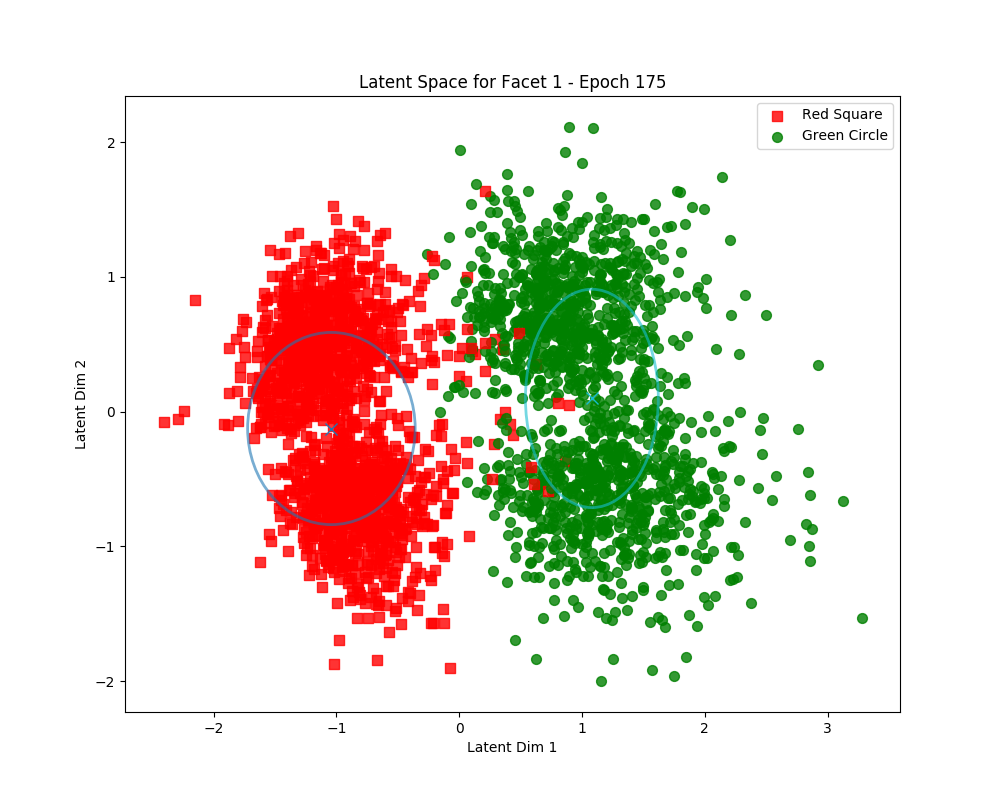 Latent Space for Facet 1 - Epoch 175
Red Square
Green Circle
2
1
0
−1
−2
Latent Dim 2
−2
−1
0
1
2
3
Latent Dim 1